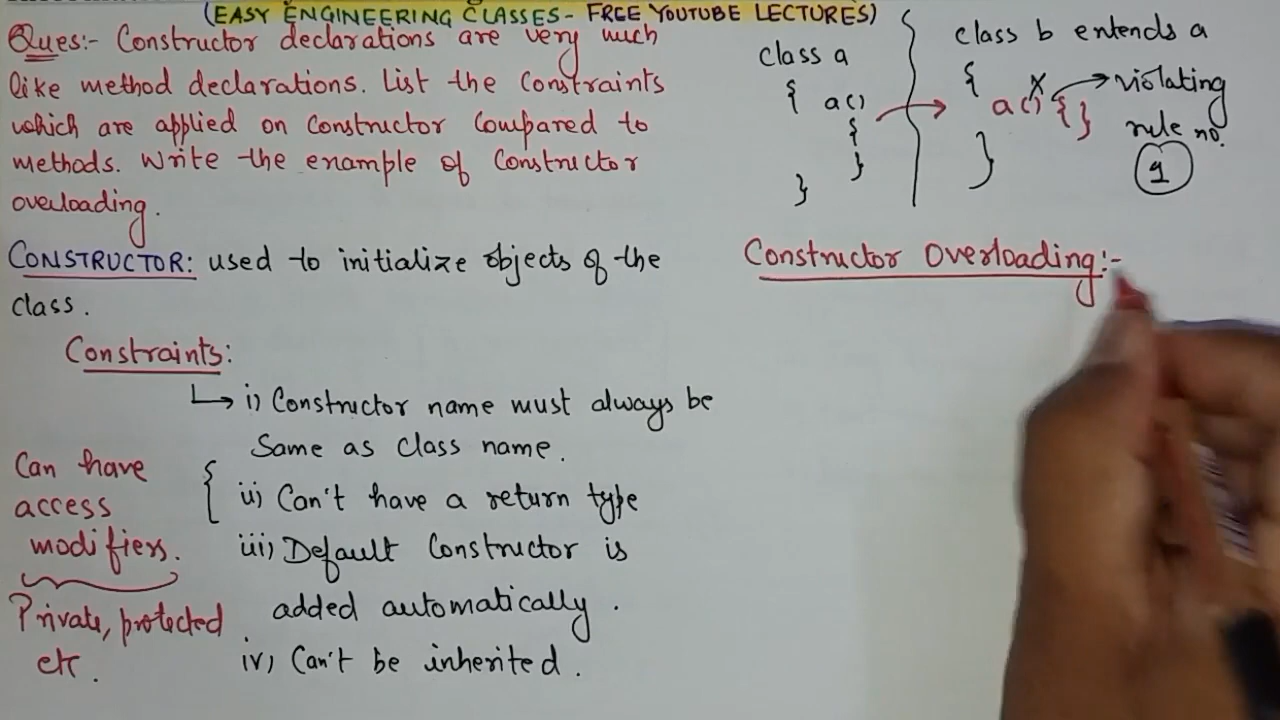 (EASY ENGINEERING CLASSES - FREE YOUTUBE LECTURES)
Ques:- Constructor declarations are very much
like method declarations. List the constraints
which are applied on constructor compared to
methods. Write the example of constructor
overloading.
CONSTRUCTOR: used to initialize objects of the
class.
Constraints:
i) Constructor name must always be
Same as class name.
ii) Can't have a return type
iii) Default constructor is
added automatically.
iv) Can't be inherited.
Can have
access
modifiers.
Private, protected
etc.
class a
{ a()
{
}
}
class b entends a
{
a() {}
}
X
violating
rule no.
1
Constructor Overloading:-